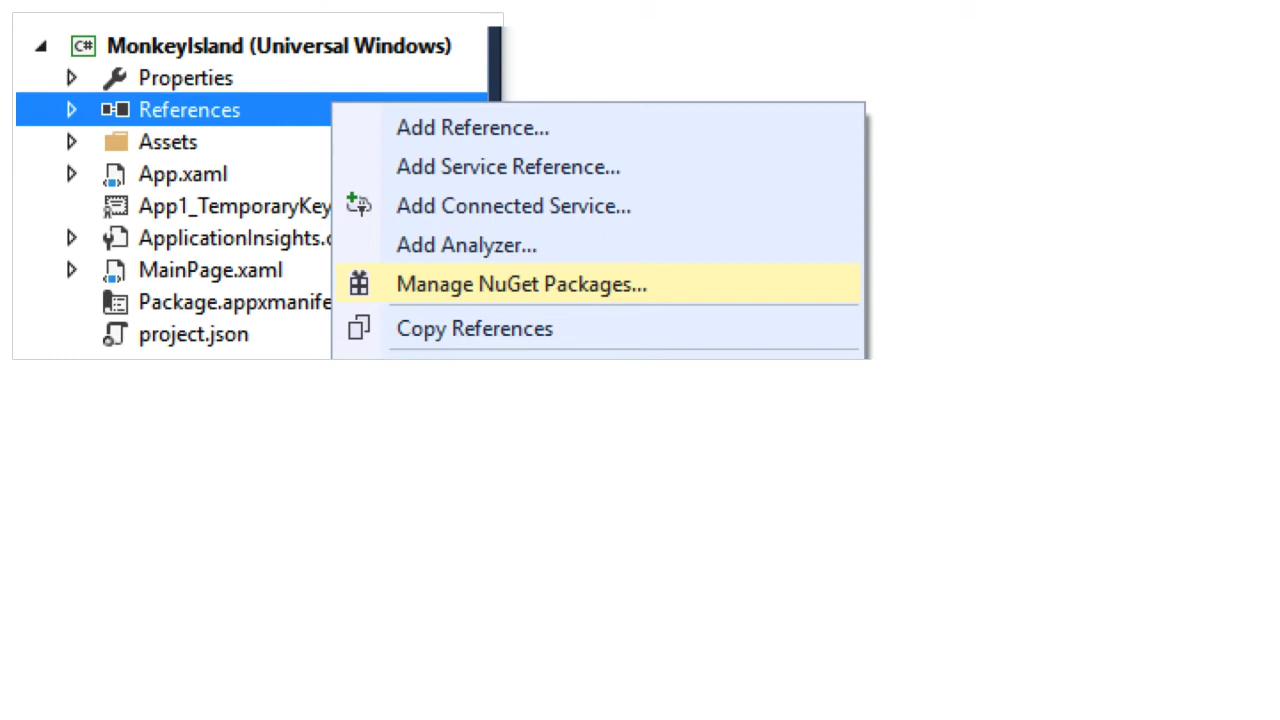 C# MonkeyIsland (Universal Windows)
Properties
References
Assets
App.xaml
App1_TemporaryKey
ApplicationInsights.c
MainPage.xaml
Package.appxmanife
project.json
Add Reference...
Add Service Reference...
Add Connected Service...
Add Analyzer...
Manage NuGet Packages...
Copy References